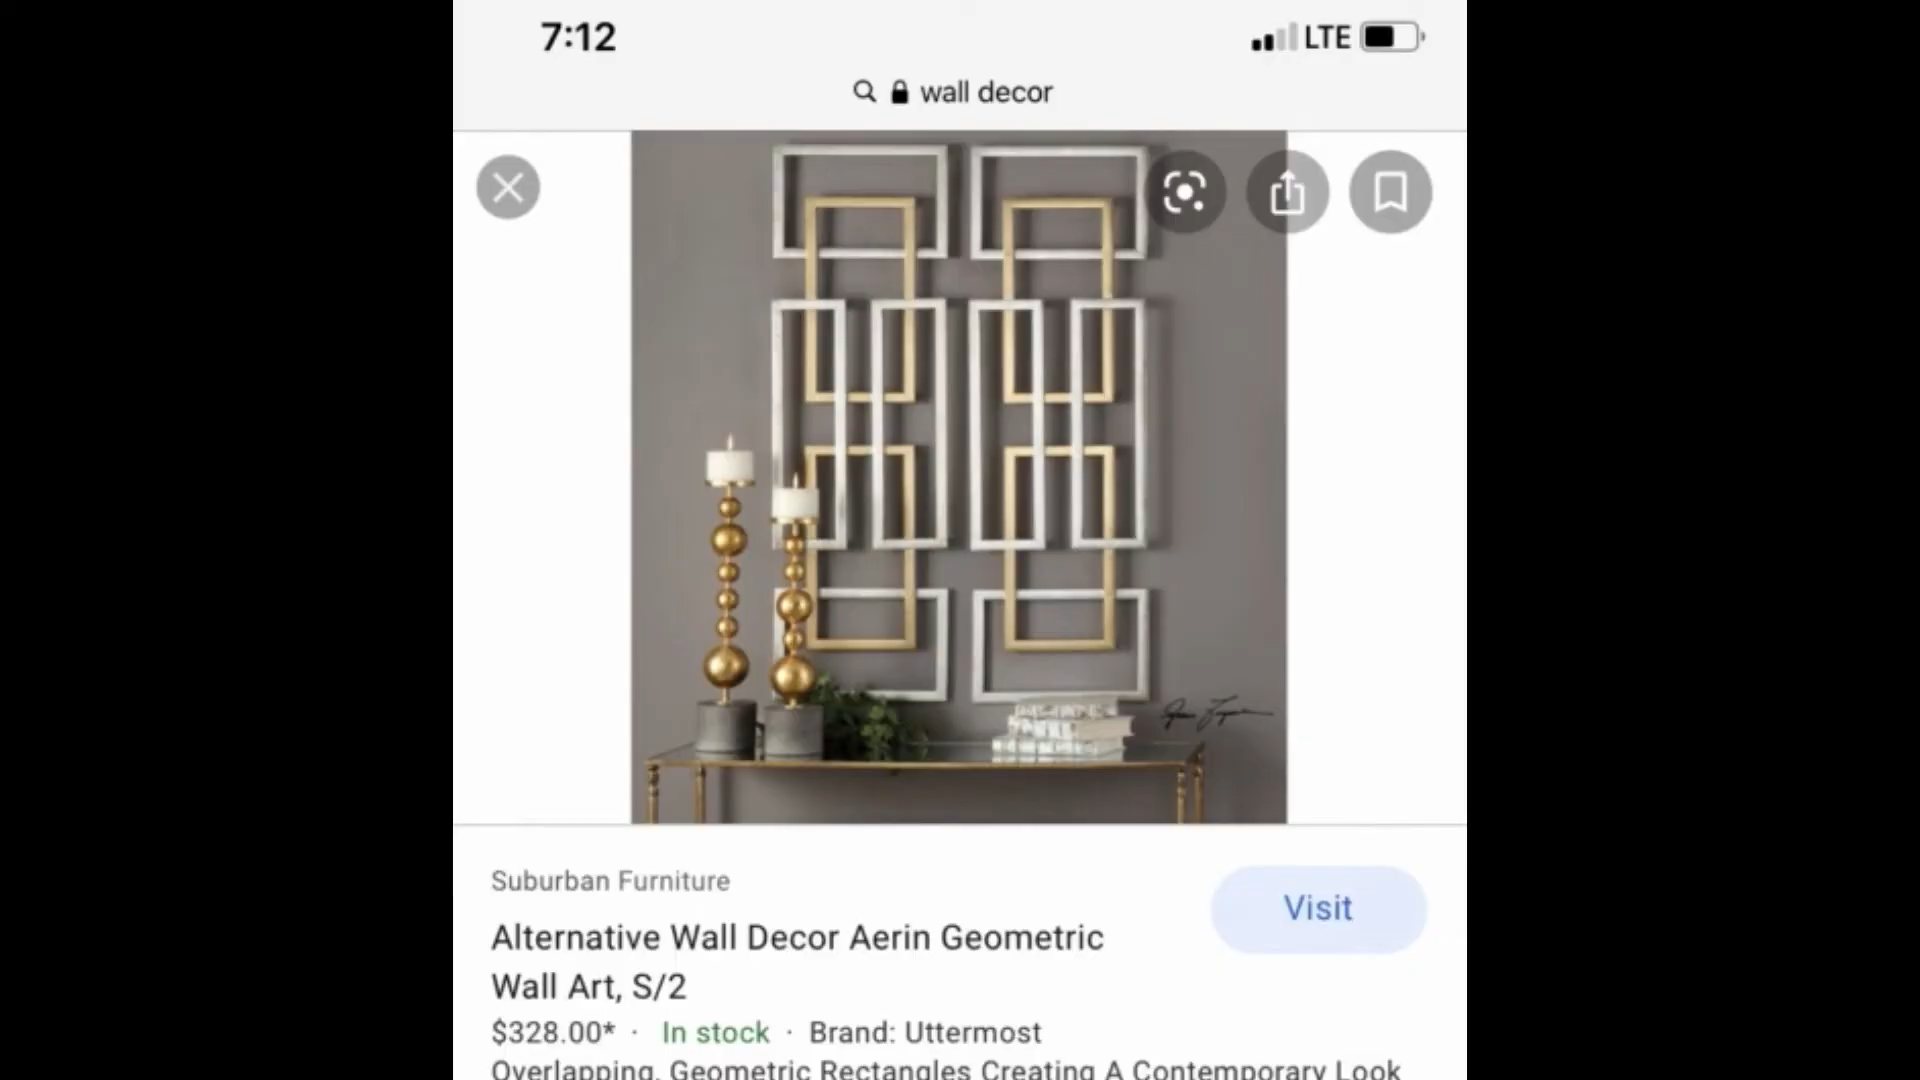 7:12
LTE
wall decor
Suburban Furniture
Visit
Alternative Wall Decor Aerin Geometric
Wall Art, S/2
$328.00* · In stock · Brand: Uttermost
Overlapping, Geometric Rectangles Creating A Contemporary Look